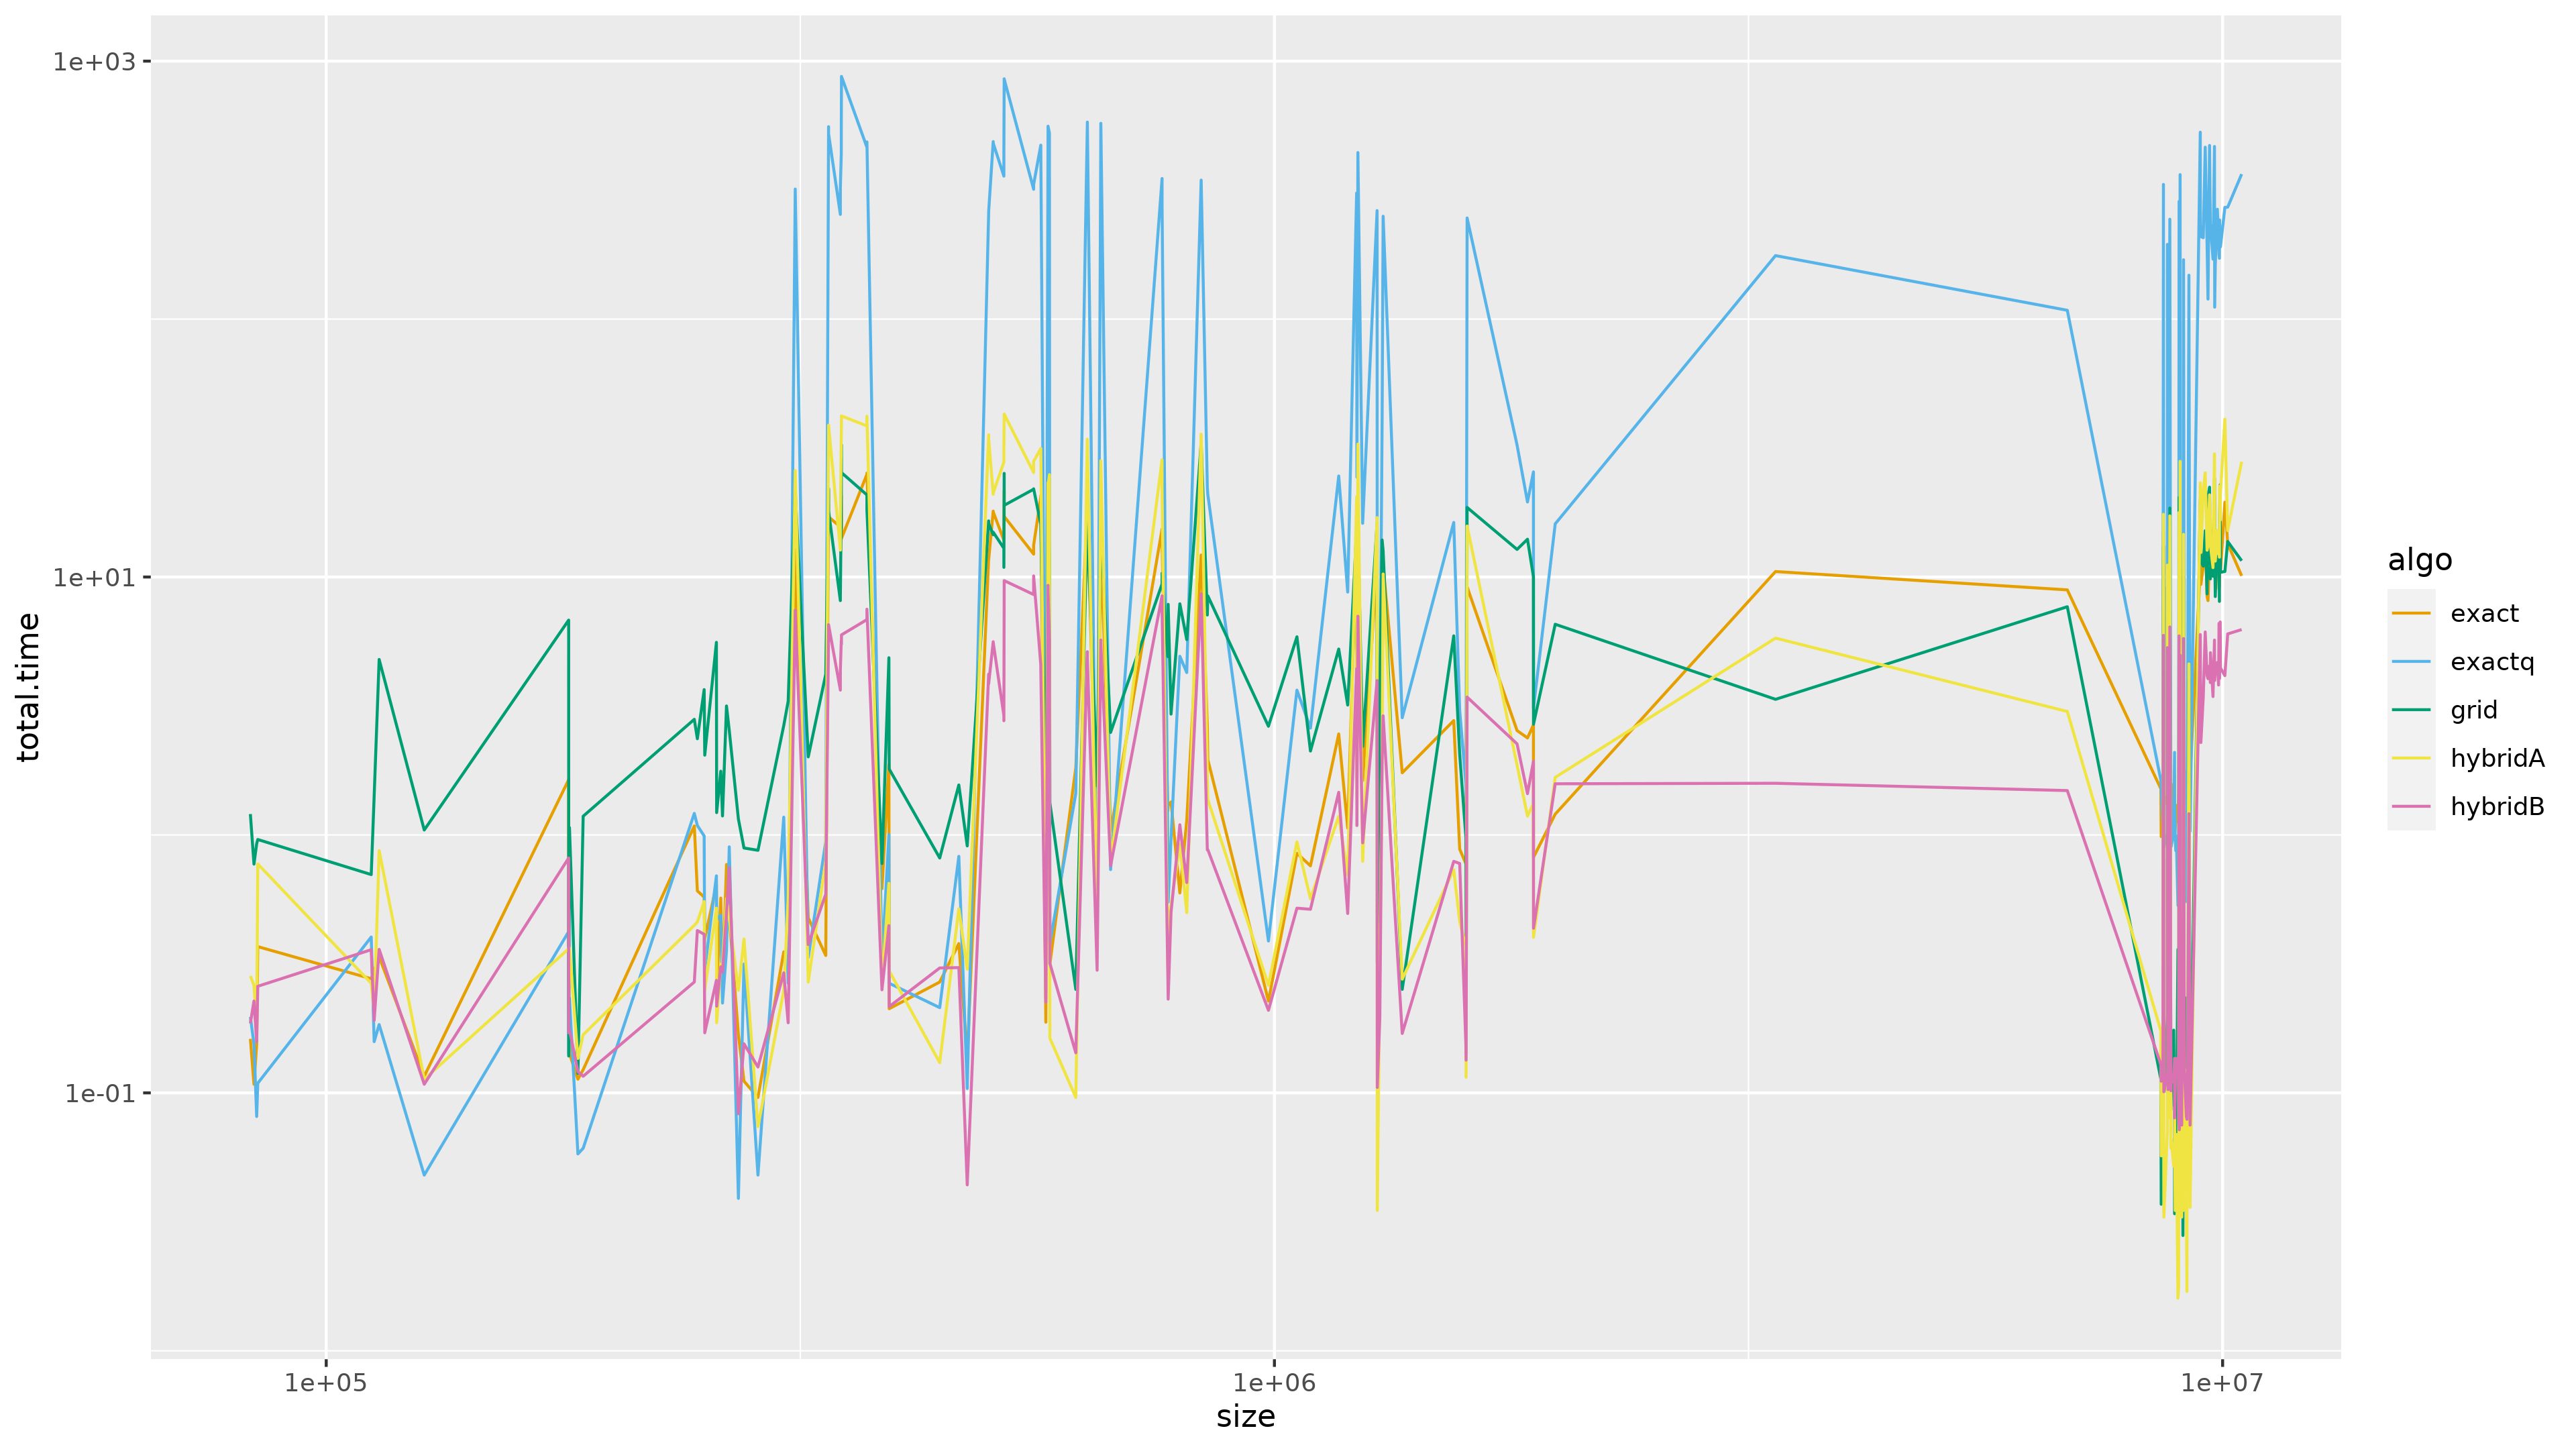 1e+03
1e+01
1e-01
total.time
1e+05
1e+06
1e+07
size
algo
exact
exactq
grid
hybridA
hybridB